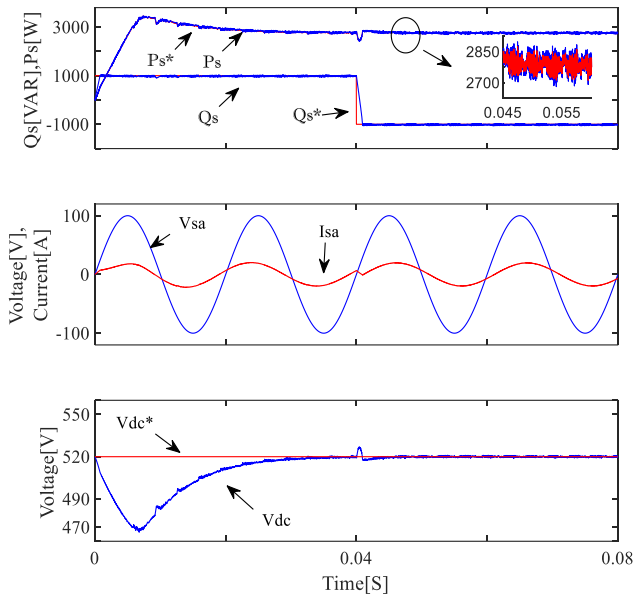 Qs[VAR],Ps[W]
3000
1000
-1000
Ps*
Ps
Qs
Qs*
2850
2700
0.045
0.055
Voltage[V],
Current[A]
100
0
-100
Vsa
Isa
Voltage[V]
550
520
490
470
Vdc*
Vdc
0
0.04
0.08
Time[S]